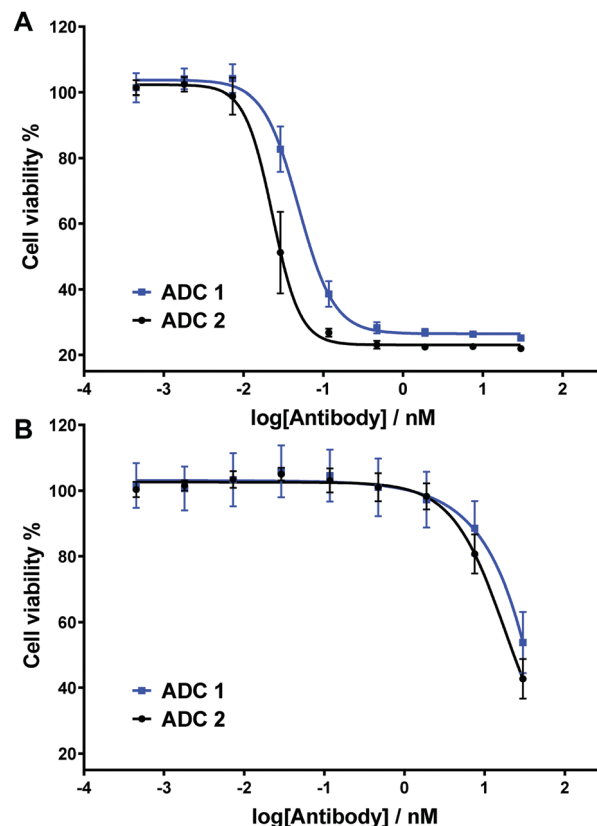 A
Cell viability %
120
100
80
60
40
20
ADC 1
ADC 2
-4 -3 -2 -1 0 1 2
log[Antibody] / nM
B
Cell viability %
120
100
80
60
40
20
ADC 1
ADC 2
-4 -3 -2 -1 0 1 2
log[Antibody] / nM